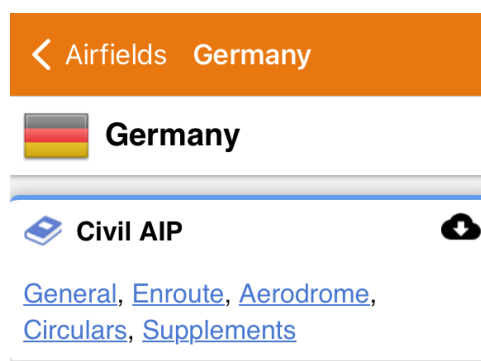 Airfields Germany
Germany
Civil AIP
General, Enroute, Aerodrome,
Circulars, Supplements